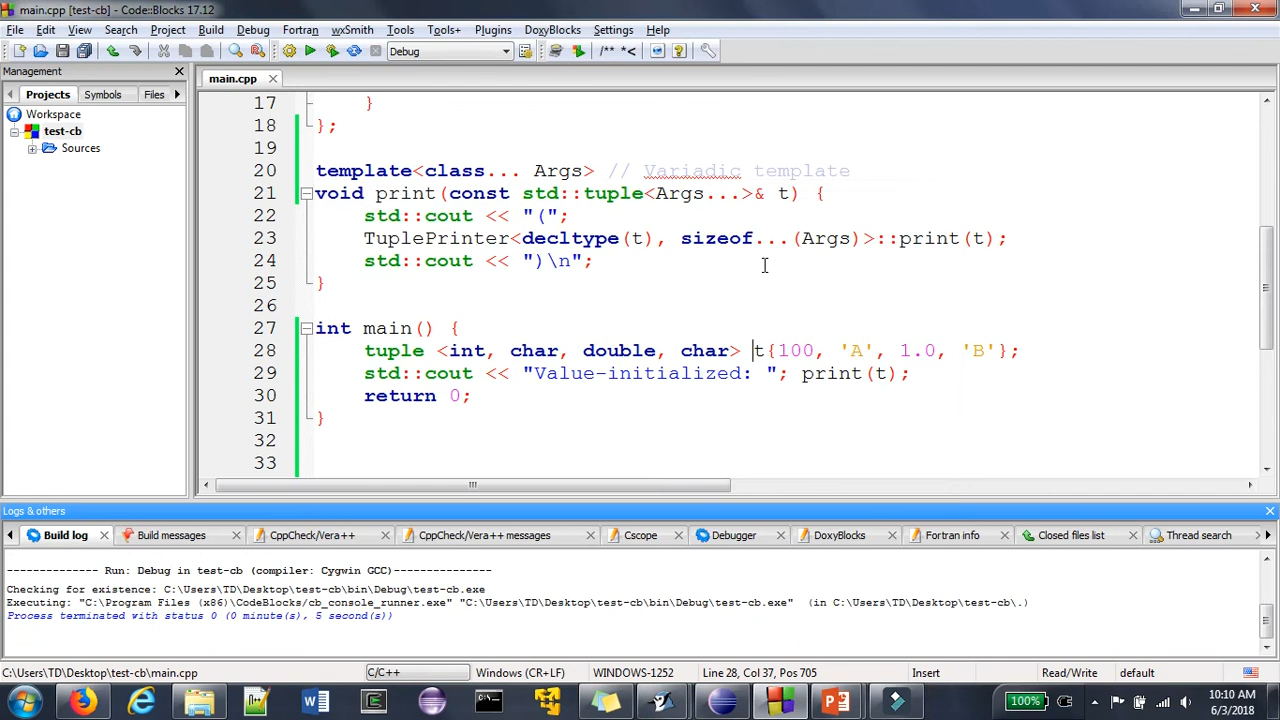 main.cpp [test-cb] - Code::Blocks 17.12
File Edit View Search Project Build Debug Fortran wxSmith Tools Tools+ Plugins DoxyBlocks Settings Help
Debug /** *<
Management
main.cpp
Projects Symbols Files
Workspace
test-cb
Sources
17 }
18 };
19
20 template<class... Args> // Variadic template
21 void print(const std::tuple<Args...>& t) {
22 std::cout << "(";
23 TuplePrinter<decltype(t), sizeof...(Args)>::print(t);
24 std::cout << ")\n";
25 }
26
27 int main() {
28 tuple <int, char, double, char> t{100, 'A', 1.0, 'B'};
29 std::cout << "Value-initialized: "; print(t);
30 return 0;
31 }
32
33
Logs & others
Build log Build messages CppCheck/Vera++ CppCheck/Vera++ messages Cscope Debugger DoxyBlocks Fortran info Closed files list Thread search
-------------- Run: Debug in test-cb (compiler: Cygwin GCC)---------------
Checking for existence: C:\Users\TD\Desktop\test-cb\bin\Debug\test-cb.exe
Executing: "C:\Program Files (x86)\CodeBlocks/cb_console_runner.exe" "C:\Users\TD\Desktop\test-cb\bin\Debug\test-cb.exe" (in C:\Users\TD\Desktop\test-cb\.)
Process terminated with status 0 (0 minute(s), 5 second(s))
C:\Users\TD\Desktop\test-cb\main.cpp C/C++ Windows (CR+LF) WINDOWS-1252 Line 28, Col 37, Pos 705 Insert Read/Write default
100% 10:10 AM
6/3/2018